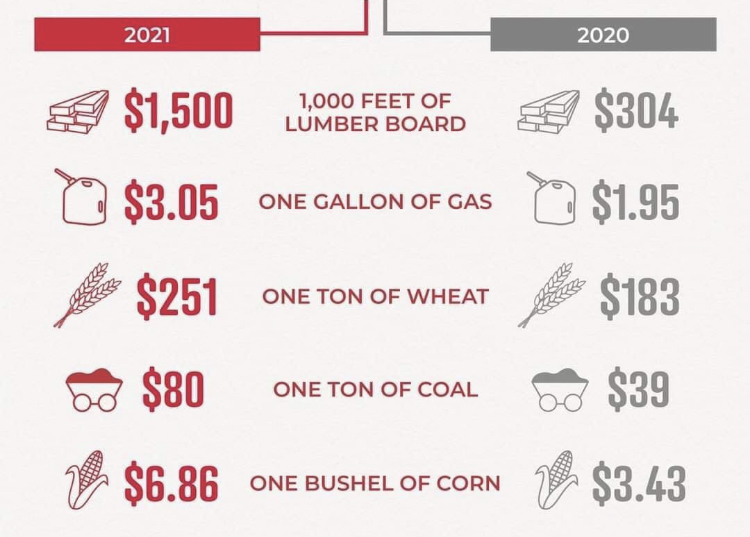 2021
2020
$1,500
1,000 FEET OF
LUMBER BOARD
$304
$3.05
ONE GALLON OF GAS
$1.95
$251
ONE TON OF WHEAT
$183
$80
ONE TON OF COAL
$39
$6.86
ONE BUSHEL OF CORN
$3.43